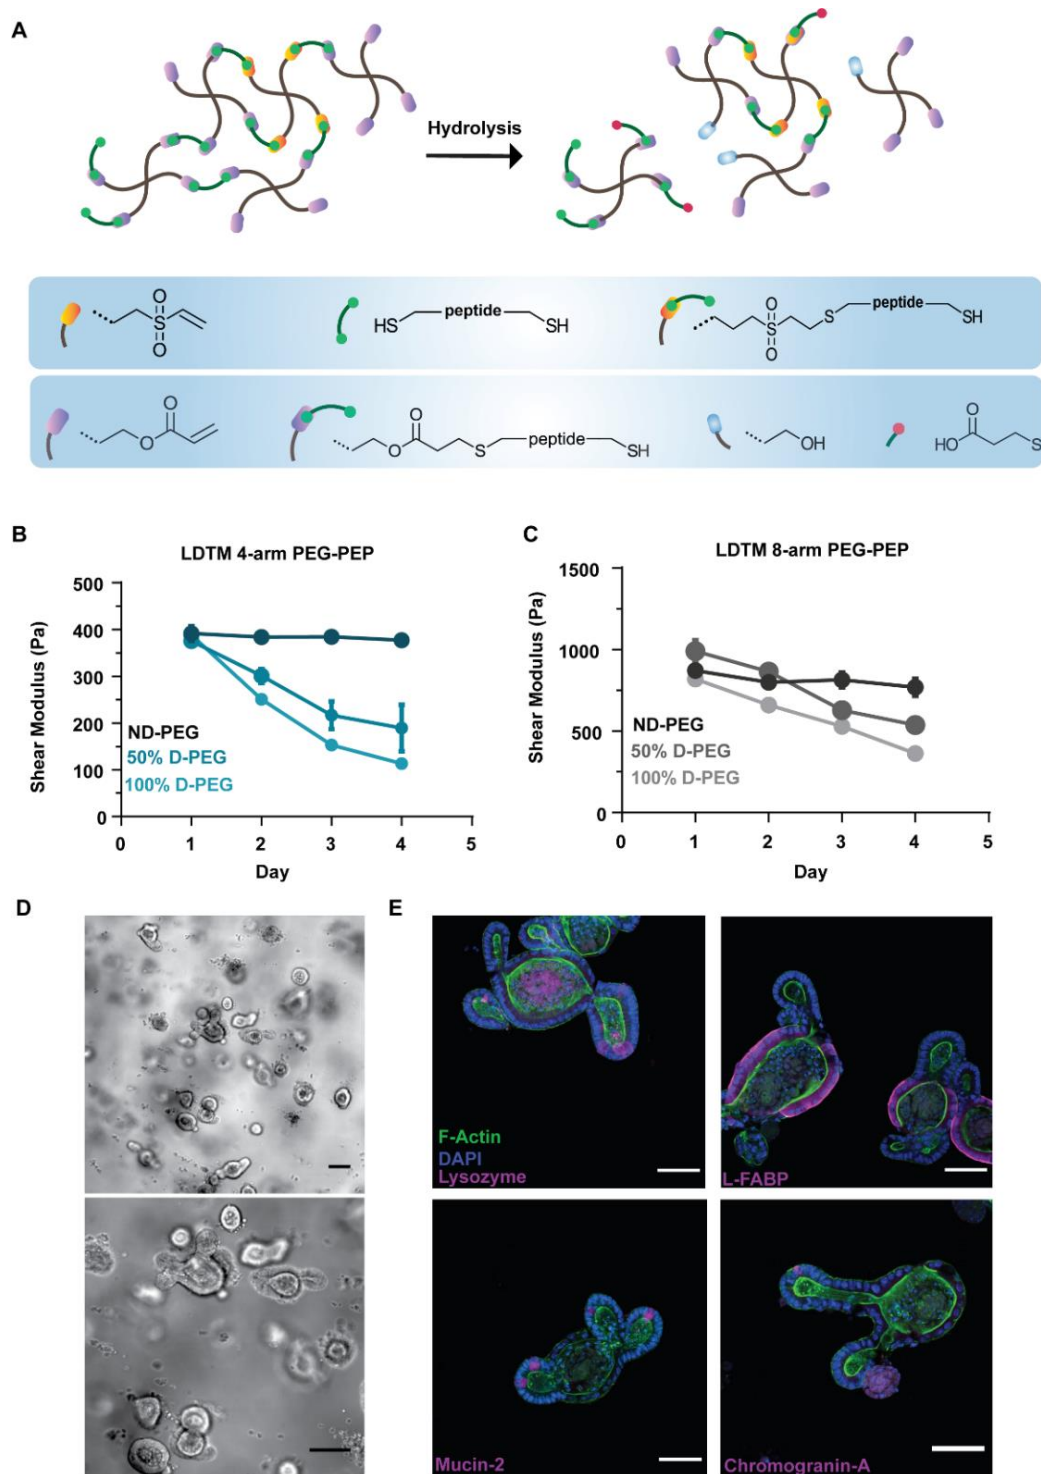 A
Hydrolysis
O
S
O
HS
peptide
SH
S
O
O
S
peptide
SH
O
O
O
O
S
peptide
SH
OH
O
HO
S
B
LDTM 4-arm PEG-PEP
Shear Modulus (Pa)
500
400
300
200
100
0
ND-PEG
50% D-PEG
100% D-PEG
0 1 2 3 4 5
Day
C
LDTM 8-arm PEG-PEP
Shear Modulus (Pa)
1500
1000
500
0
ND-PEG
50% D-PEG
100% D-PEG
0 1 2 3 4 5
Day
D
E
F-Actin
DAPI
Lysozyme
L-FABP
Mucin-2
Chromogranin-A